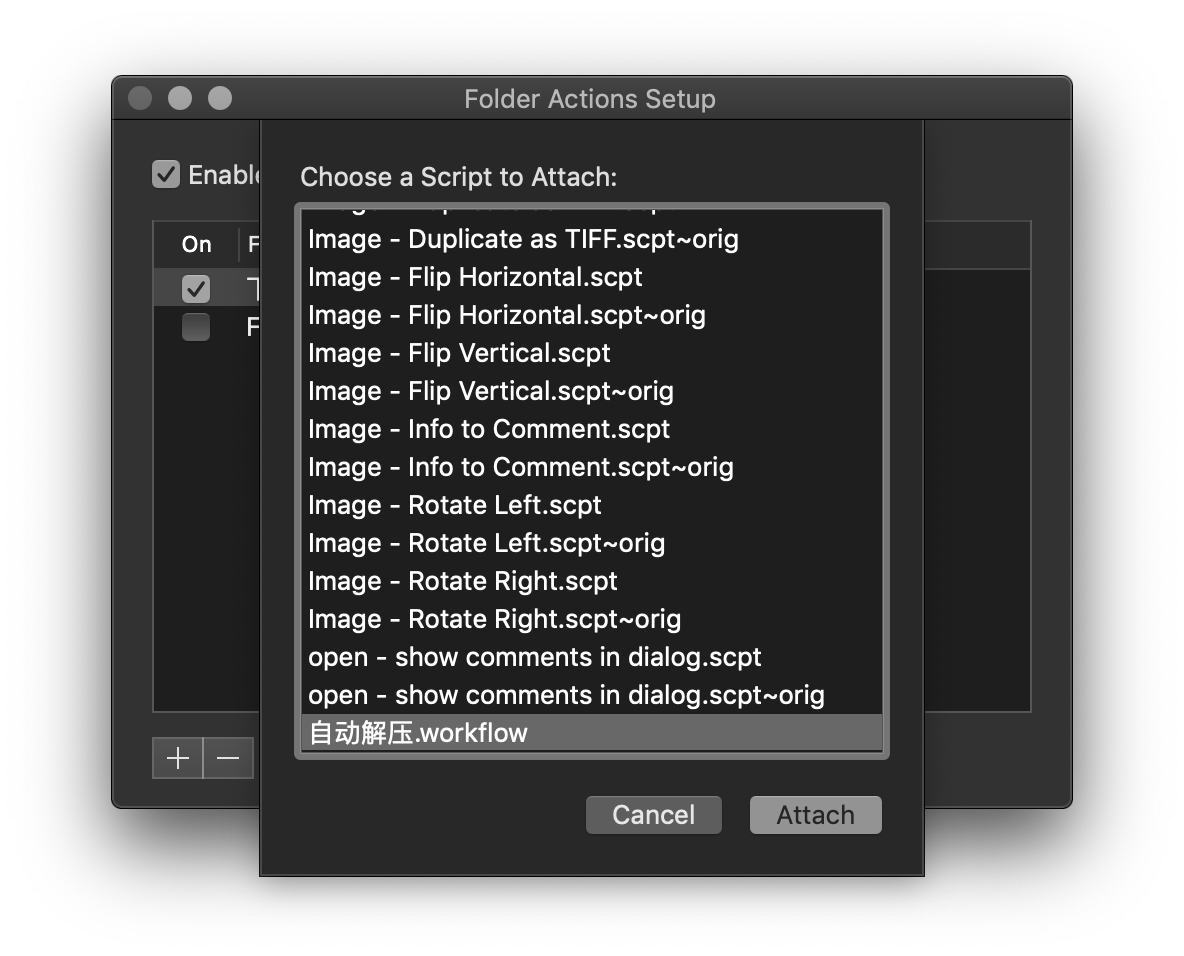 Folder Actions Setup
Choose a Script to Attach:
On
Image - Duplicate as TIFF.scpt~orig
Image - Flip Horizontal.scpt
Image - Flip Horizontal.scpt~orig
Image - Flip Vertical.scpt
Image - Flip Vertical.scpt~orig
Image - Info to Comment.scpt
Image - Info to Comment.scpt~orig
Image - Rotate Left.scpt
Image - Rotate Left.scpt~orig
Image - Rotate Right.scpt
Image - Rotate Right.scpt~orig
open - show comments in dialog.scpt
open - show comments in dialog.scpt~orig
自动解压.workflow
Cancel
Attach